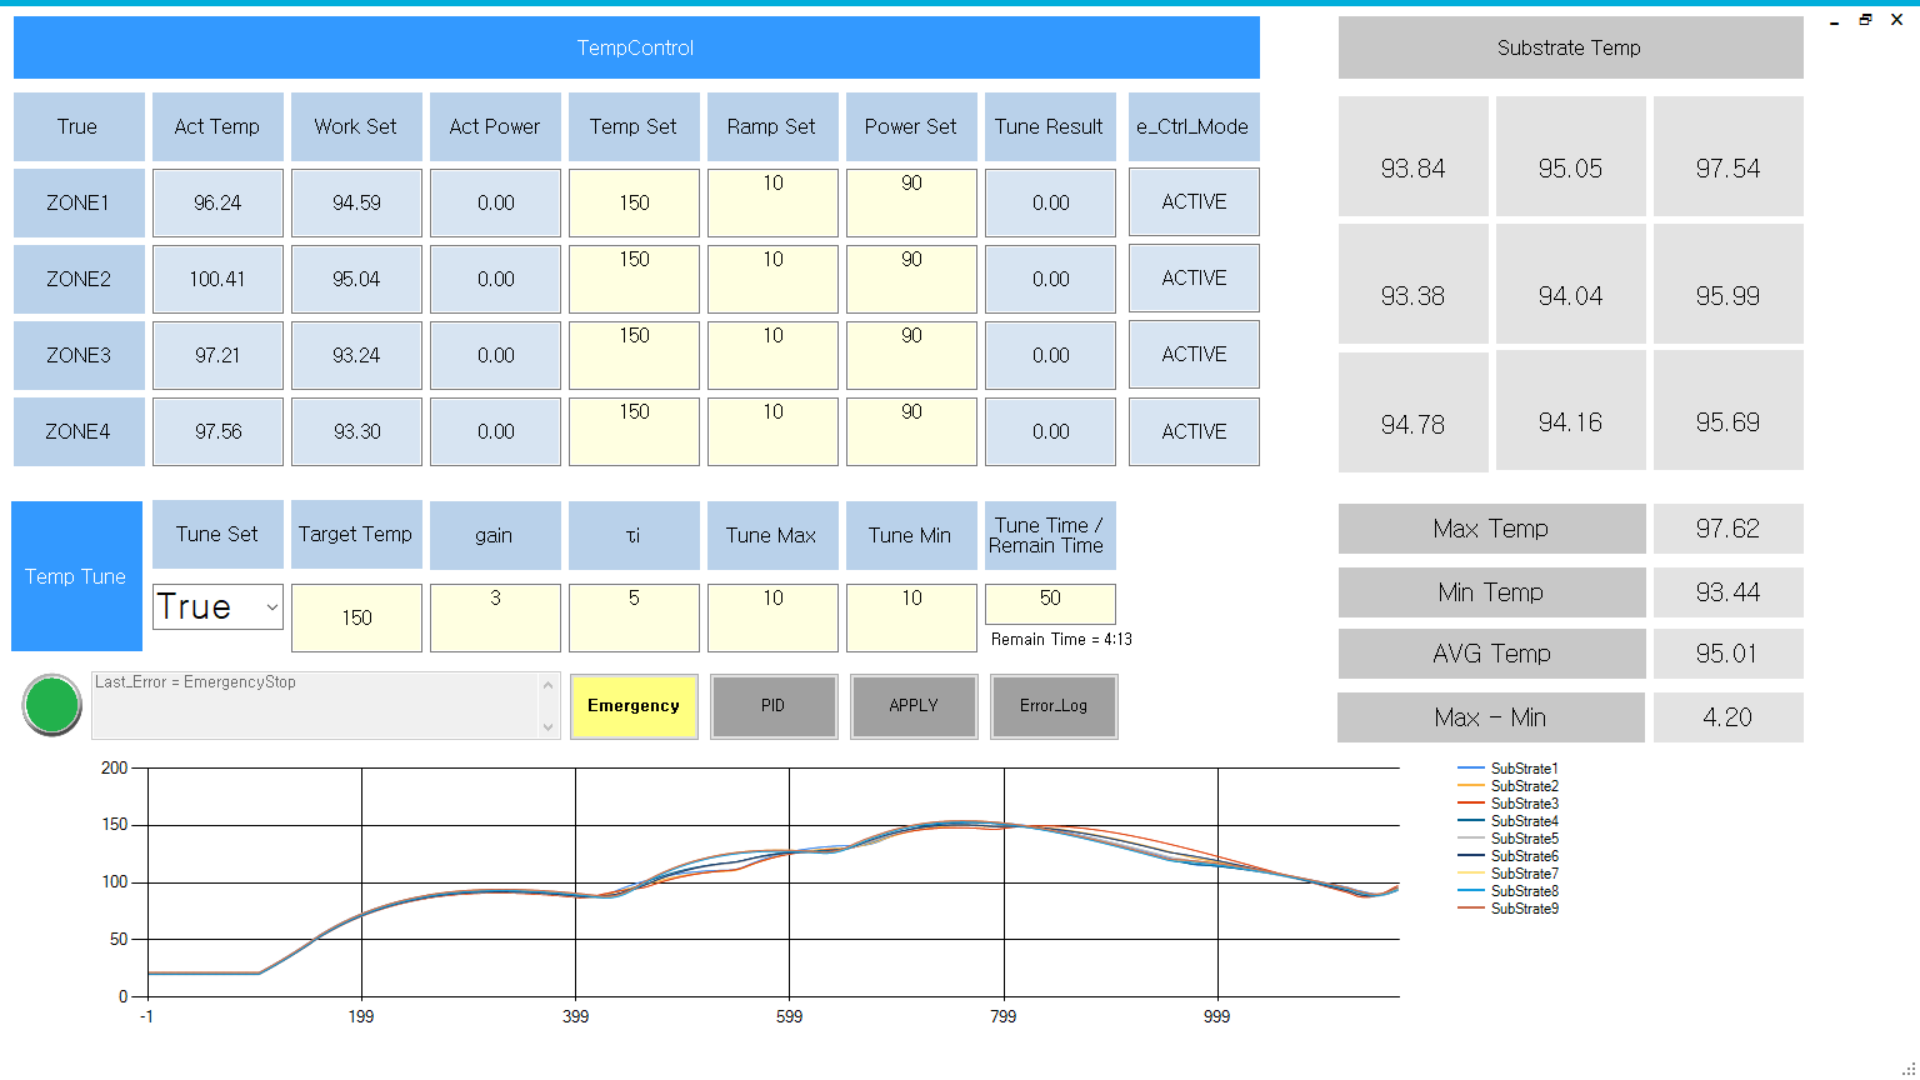 TempControl
Substrate Temp
True Act Temp Work Set Act Power Temp Set Ramp Set Power Set Tune Result e_Ctrl_Mode
ZONE1 96.24 94.59 0.00 150 10 90 0.00 ACTIVE
ZONE2 100.41 95.04 0.00 150 10 90 0.00 ACTIVE
ZONE3 97.21 93.24 0.00 150 10 90 0.00 ACTIVE
ZONE4 97.56 93.30 0.00 150 10 90 0.00 ACTIVE
93.84 95.05 97.54
93.38 94.04 95.99
94.78 94.16 95.69
Temp Tune
Tune Set Target Temp gain τi Tune Max Tune Min Tune Time /
Remain Time
True 150 3 5 10 10 50
Remain Time = 4:13
Max Temp 97.62
Min Temp 93.44
AVG Temp 95.01
Max - Min 4.20
Last_Error = EmergencyStop
Emergency PID APPLY Error_Log
200
150
100
50
0
-1 199 399 599 799 999
SubStrate1
SubStrate2
SubStrate3
SubStrate4
SubStrate5
SubStrate6
SubStrate7
SubStrate8
SubStrate9